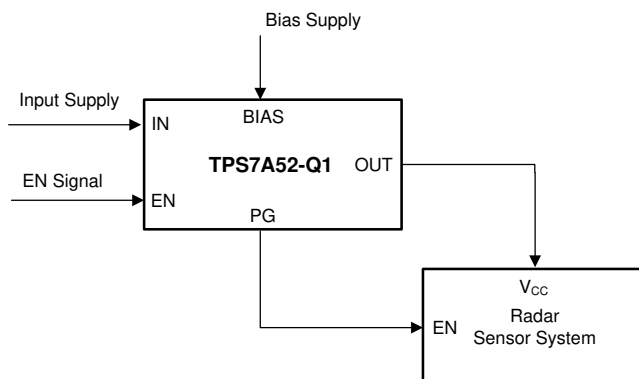 Bias Supply
Input Supply
IN
BIAS
TPS7A52-Q1
OUT
EN Signal
EN
PG
VCC
EN
Radar
Sensor System